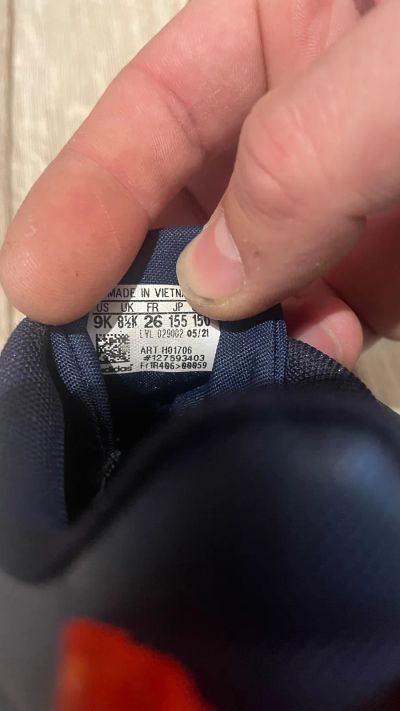 MADE IN VIETNA
US UK FR JP
9K 8½K 26 155 150
LVL 029002 05/21
ART H01706
#127593403
adidas Fr1R406>00059